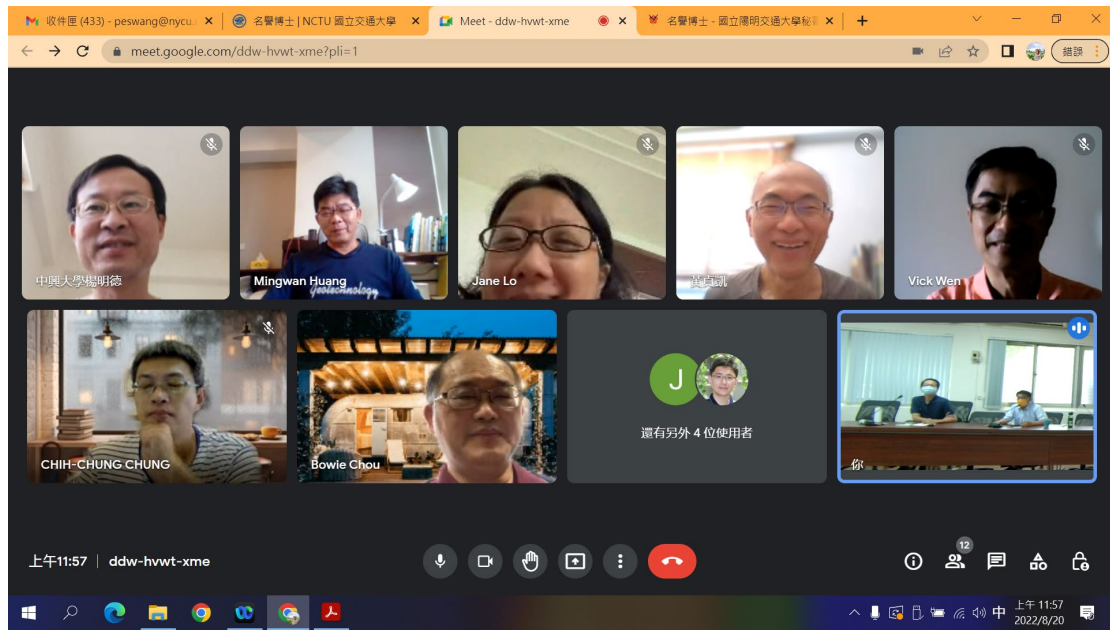 收件匣 (433) - peswang@nycu.
名譽博士 | NCTU 國立交通大學
Meet - ddw-hvwt-xme
名譽博士 - 國立陽明交通大學秘
meet.google.com/ddw-hvwt-xme?pli=1
錯誤
中興大學楊明德
Mingwan Huang
Geotechnology
Jane Lo
黃貞凱
Vick Wen
CHIH-CHUNG CHUNG
Bowie Chou
J
還有另外 4 位使用者
你
上午11:57 | ddw-hvwt-xme
12
中
上午 11:57
2022/8/20